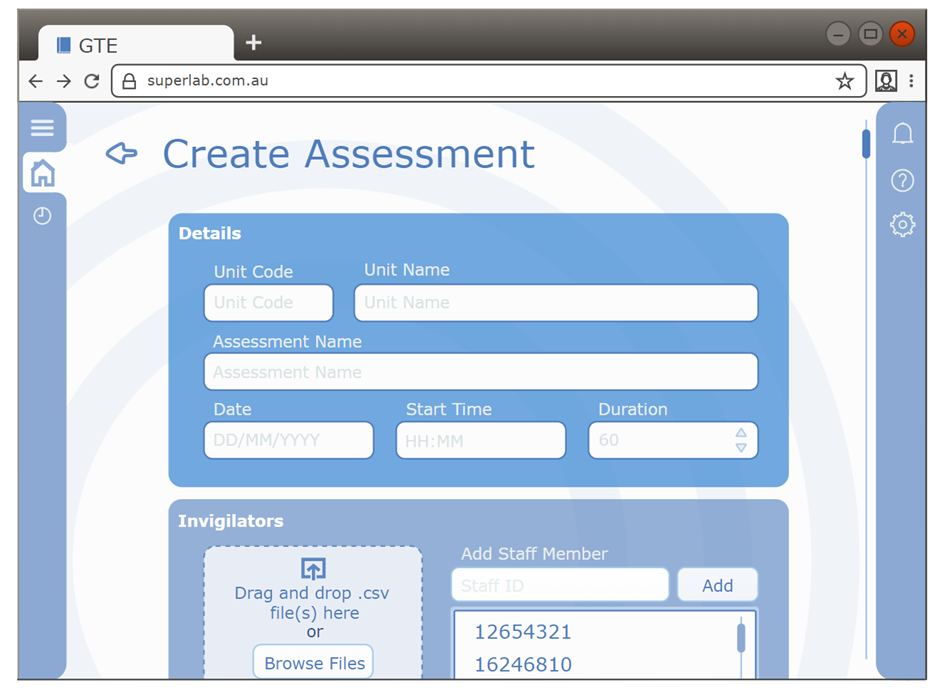 GTE
superlab.com.au
Create Assessment
Details
Unit Code Unit Name
Unit Code Unit Name
Assessment Name
Assessment Name
Date Start Time Duration
DD/MM/YYYY HH:MM 60
Invigilators
Add Staff Member
Staff ID Add
Drag and drop .csv
file(s) here
or
Browse Files
12654321
16246810